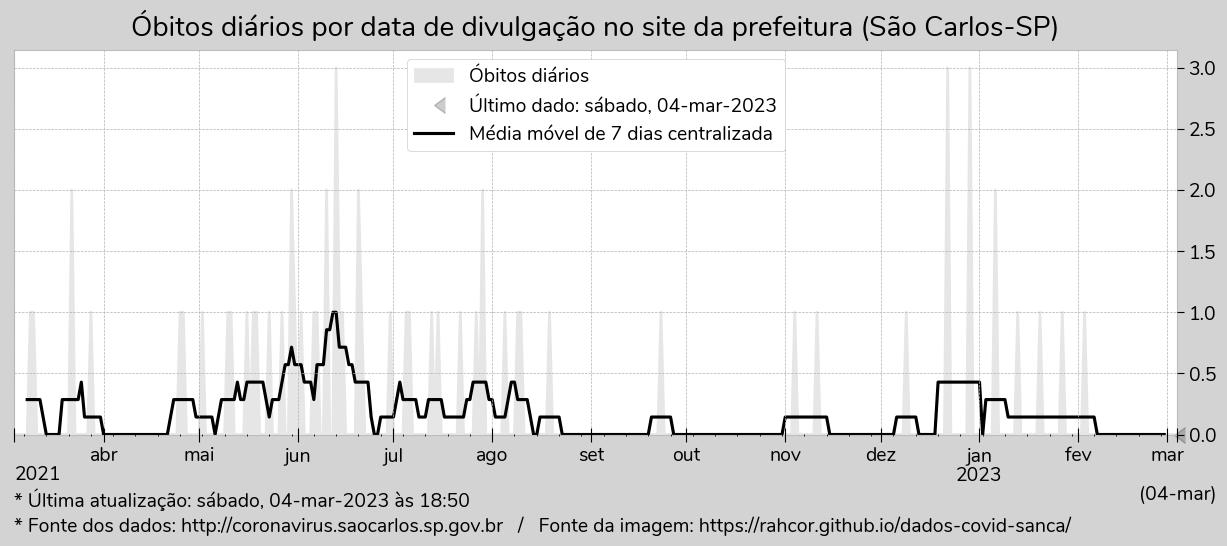 Óbitos diários por data de divulgação no site da prefeitura (São Carlos-SP)
Óbitos diários
Último dado: sábado, 04-mar-2023
Média móvel de 7 dias centralizada
3.0
2.5
2.0
1.5
1.0
0.5
0.0
abr mai jun jul ago set out nov dez jan fev mar
2021 2023
(04-mar)
* Última atualização: sábado, 04-mar-2023 às 18:50
* Fonte dos dados: http://coronavirus.saocarlos.sp.gov.br / Fonte da imagem: https://rahcor.github.io/dados-covid-sanca/